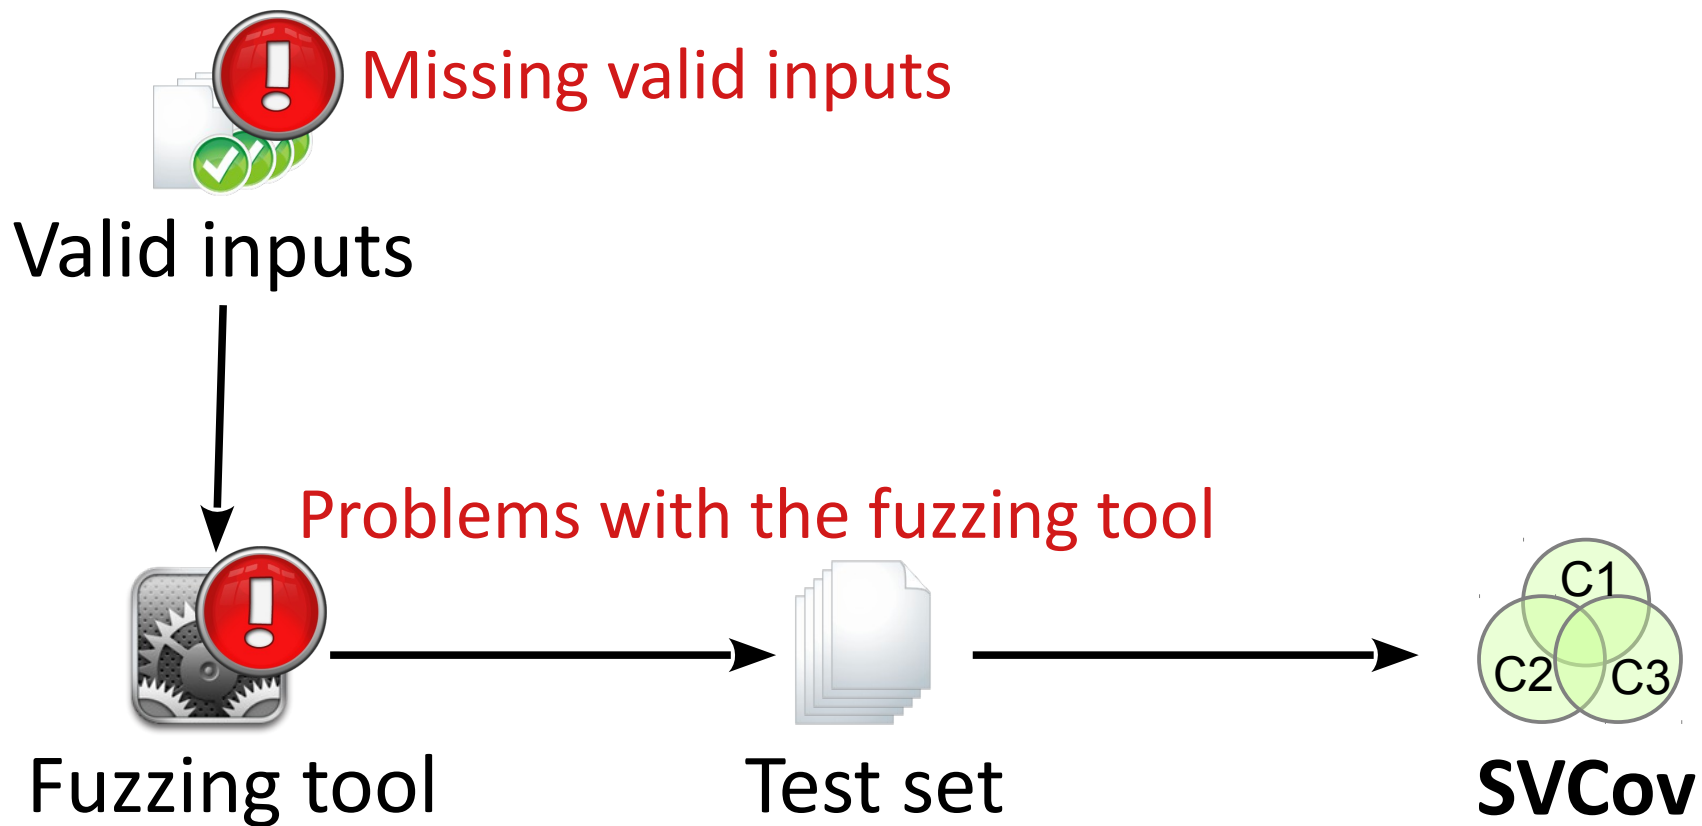 Missing valid inputs
Valid inputs
Problems with the fuzzing tool
C1
C2
C3
Fuzzing tool
Test set
SVCov